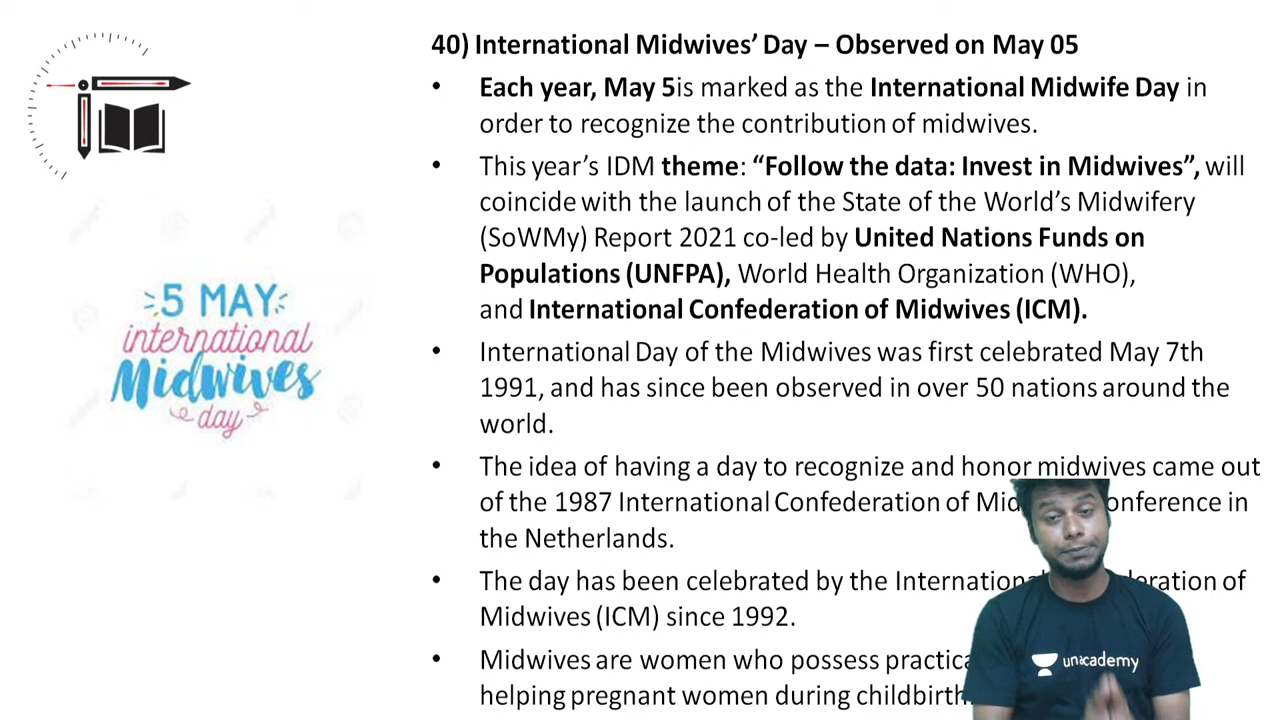 40) International Midwives’ Day – Observed on May 05
• Each year, May 5is marked as the International Midwife Day in
order to recognize the contribution of midwives.
• This year’s IDM theme: “Follow the data: Invest in Midwives”, will
coincide with the launch of the State of the World’s Midwifery
(SoWMy) Report 2021 co-led by United Nations Funds on
Populations (UNFPA), World Health Organization (WHO),
and International Confederation of Midwives (ICM).
• International Day of the Midwives was first celebrated May 7th
1991, and has since been observed in over 50 nations around the
world.
• The idea of having a day to recognize and honor midwives came out
of the 1987 International Confederation of Mid onference in
the Netherlands.
• The day has been celebrated by the Internation deration of
Midwives (ICM) since 1992.
• Midwives are women who possess practica
helping pregnant women during childbirth
5 MAY
international
Midwives
day
unacademy